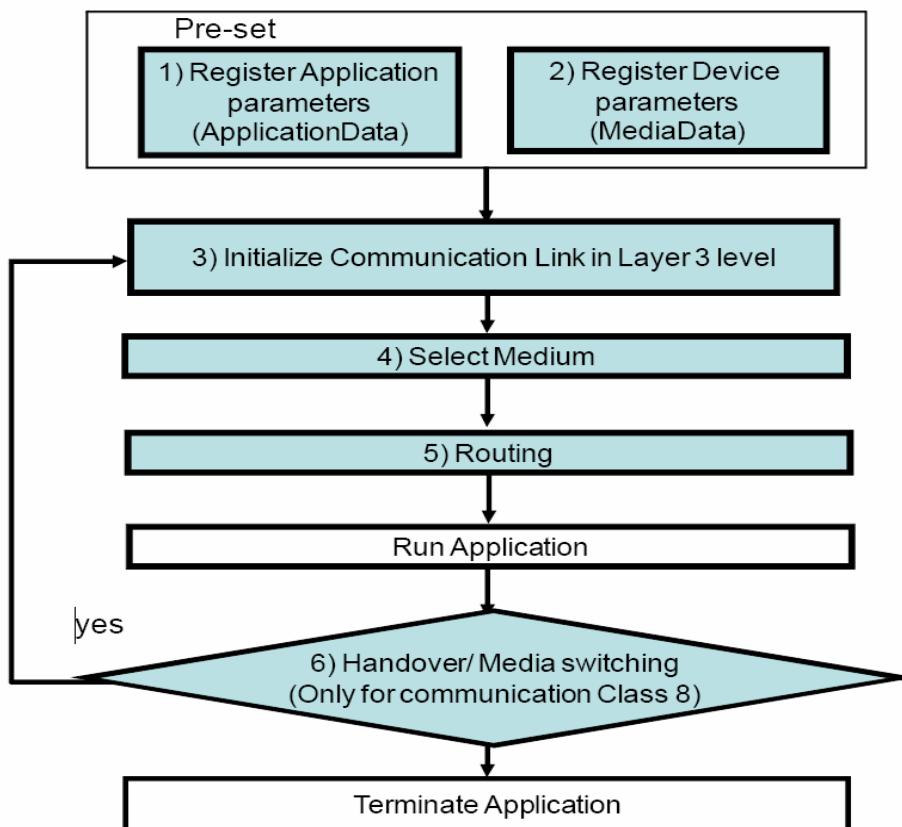 Pre-set
1) Register Application
parameters
(ApplicationData)
2) Register Device
parameters
(MediaData)
3) Initialize Communication Link in Layer 3 level
4) Select Medium
5) Routing
Run Application
yes
6) Handover/ Media switching
(Only for communication Class 8)
Terminate Application